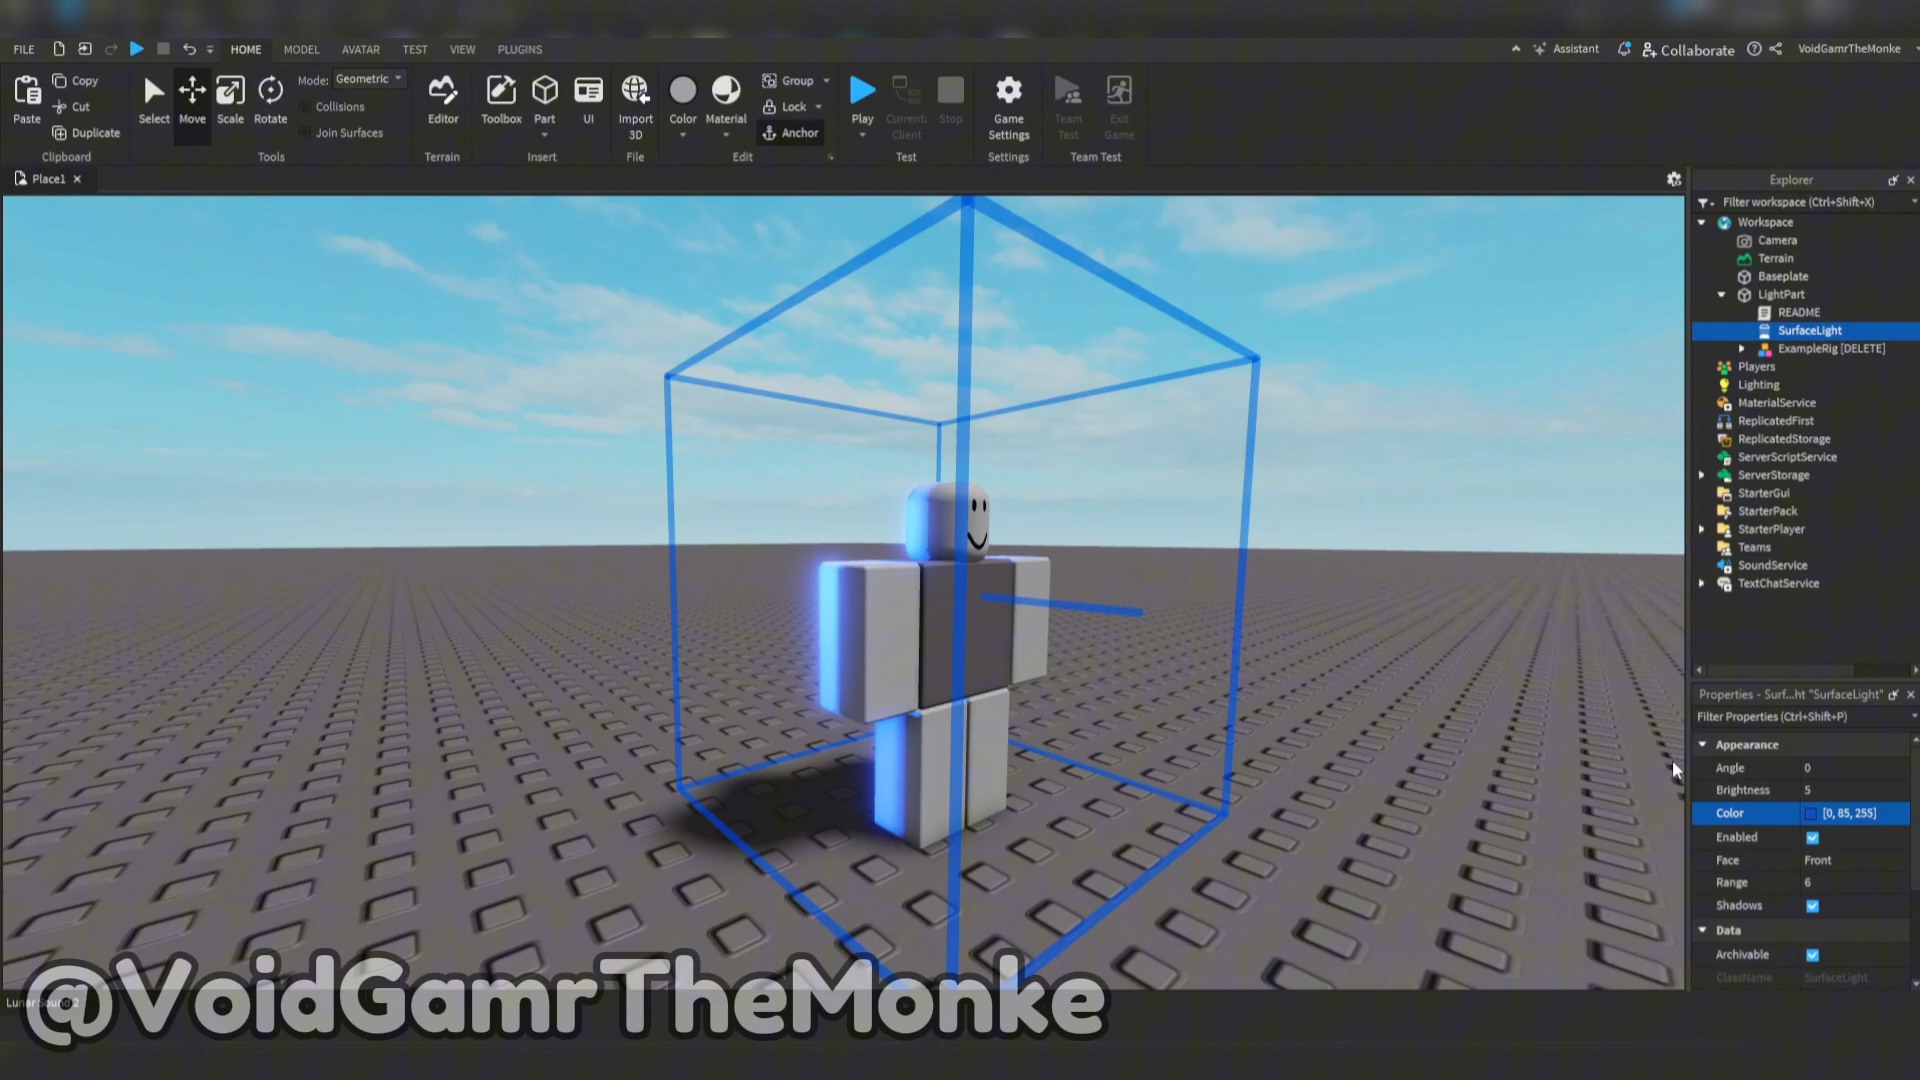 FILE HOME MODEL AVATAR TEST VIEW PLUGINS Assistant Collaborate VoidGamrTheMonke
Copy Mode: Geometric Group
Cut Collisions Lock
Paste Duplicate Select Move Scale Rotate Join Surfaces Editor Toolbox Part UI Import 3D Color Material Anchor Play Current: Client Stop Game Settings Team Test Exit Game
Clipboard Tools Terrain Insert File Edit Test Settings Team Test
Place1
Explorer
Filter workspace (Ctrl+Shift+X)
Workspace
Camera
Terrain
Baseplate
LightPart
README
SurfaceLight
ExampleRig [DELETE]
Players
Lighting
MaterialService
ReplicatedFirst
ReplicatedStorage
ServerScriptService
ServerStorage
StarterGui
StarterPack
StarterPlayer
Teams
SoundService
TextChatService
Properties - Surf...ht "SurfaceLight"
Filter Properties (Ctrl+Shift+P)
Appearance
Angle 0
Brightness 5
Color [0, 85, 255]
Enabled
Face Front
Range 6
Shadows
Data
Archivable
ClassName SurfaceLight
@VoidGamrTheMonke